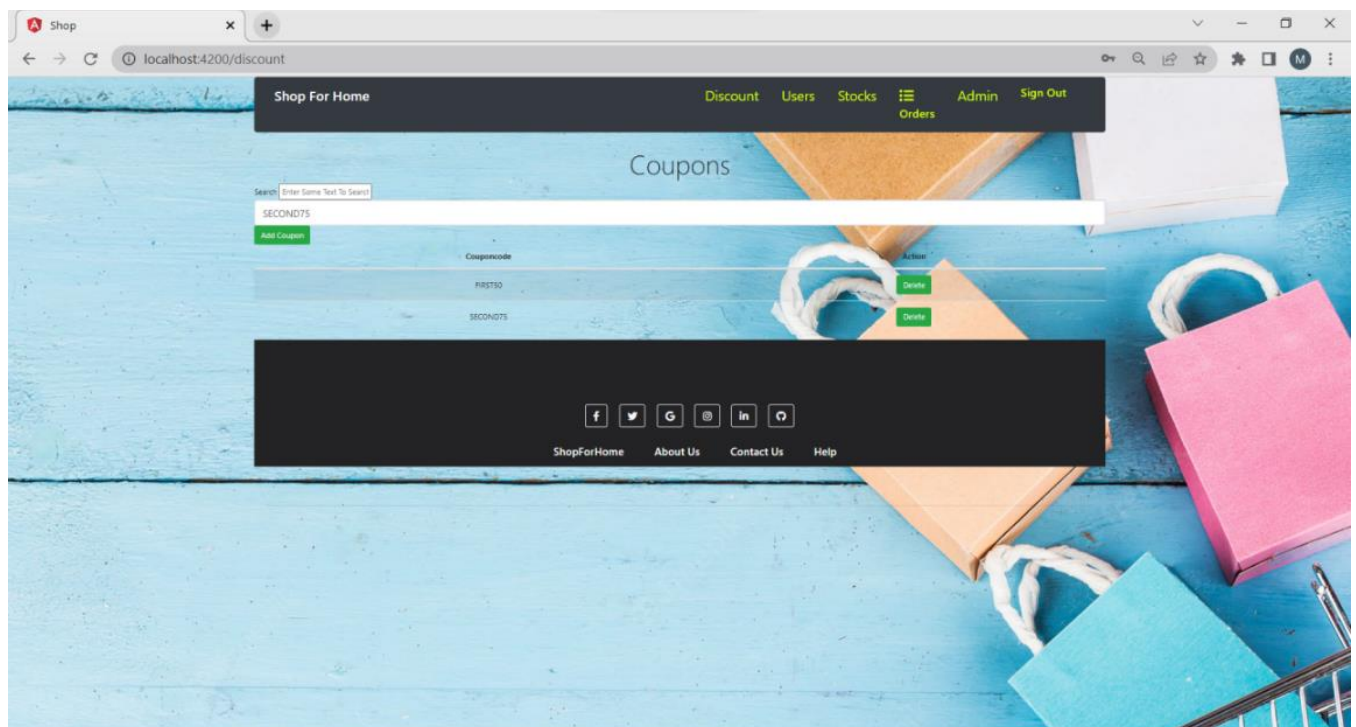 Shop
localhost:4200/discount
M
Shop For Home
Discount Users Stocks Orders Admin Sign Out
Coupons
Search Enter Some Text To Search
SECOND75
Add Coupon
Couponcode Action
FIRST50 Delete
SECOND75 Delete
f G in
ShopForHome About Us Contact Us Help